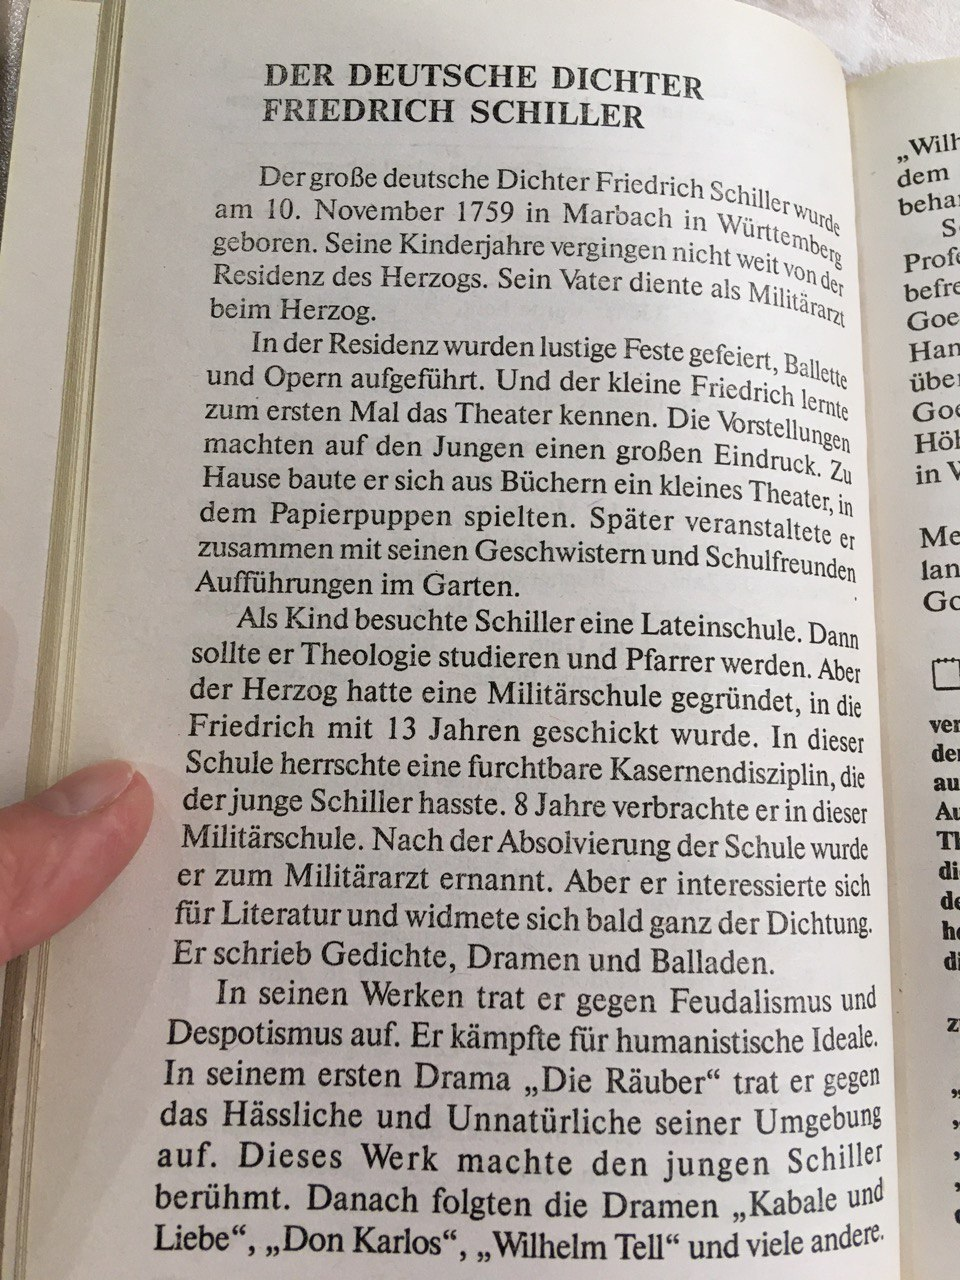 DER DEUTSCHE DICHTER
FRIEDRICH SCHILLER
Der große deutsche Dichter Friedrich Schiller wurde
am 10. November 1759 in Marbach in Württemberg
geboren. Seine Kinderjahre vergingen nicht weit von der
Residenz des Herzogs. Sein Vater diente als Militärarzt
beim Herzog.
In der Residenz wurden lustige Feste gefeiert, Ballette
und Opern aufgeführt. Und der kleine Friedrich lernte
zum ersten Mal das Theater kennen. Die Vorstellungen
machten auf den Jungen einen großen Eindruck. Zu
Hause baute er sich aus Büchern ein kleines Theater, in
dem Papierpuppen spielten. Später veranstaltete er
zusammen mit seinen Geschwistern und Schulfreunden
Aufführungen im Garten.
Als Kind besuchte Schiller eine Lateinschule. Dann
sollte er Theologie studieren und Pfarrer werden. Aber
der Herzog hatte eine Militärschule gegründet, in die
Friedrich mit 13 Jahren geschickt wurde. In dieser
Schule herrschte eine furchtbare Kasernendisziplin, die
der junge Schiller hasste. 8 Jahre verbrachte er in dieser
Militärschule. Nach der Absolvierung der Schule wurde
er zum Militärarzt ernannt. Aber er interessierte sich
für Literatur und widmete sich bald ganz der Dichtung.
Er schrieb Gedichte, Dramen und Balladen.
In seinen Werken trat er gegen Feudalismus und
Despotismus auf. Er kämpfte für humanistische Ideale.
In seinem ersten Drama „Die Räuber“ trat er gegen
das Hässliche und Unnatürliche seiner Umgebung
auf. Dieses Werk machte den jungen Schiller
berühmt. Danach folgten die Dramen „Kabale und
Liebe“, „Don Karlos“, „Wilhelm Tell“ und viele andere.
dem
in